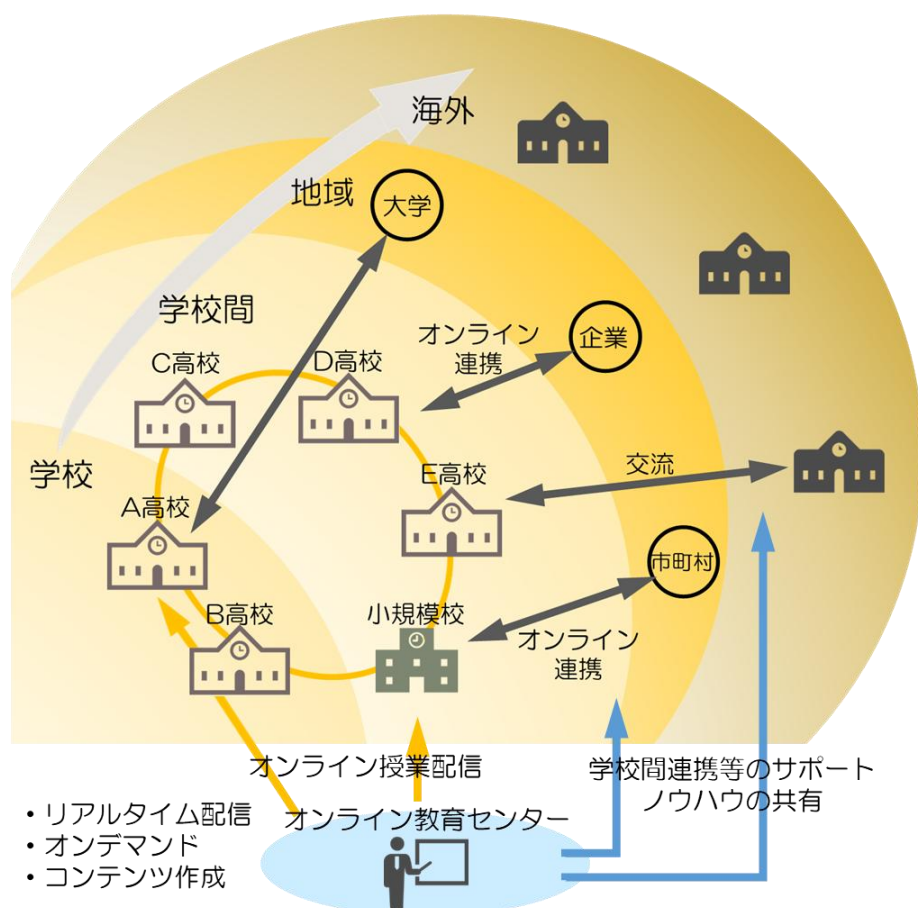 海外
地域
大学
学校間
オンライン
連携
企業
C高校
D高校
学校
E高校
交流
A高校
市町村
B高校
小規模校
オンライン
連携
オンライン授業配信
学校間連携等のサポート
ノウハウの共有
・リアルタイム配信
・オンデマンド
・コンテンツ作成
オンライン教育センター